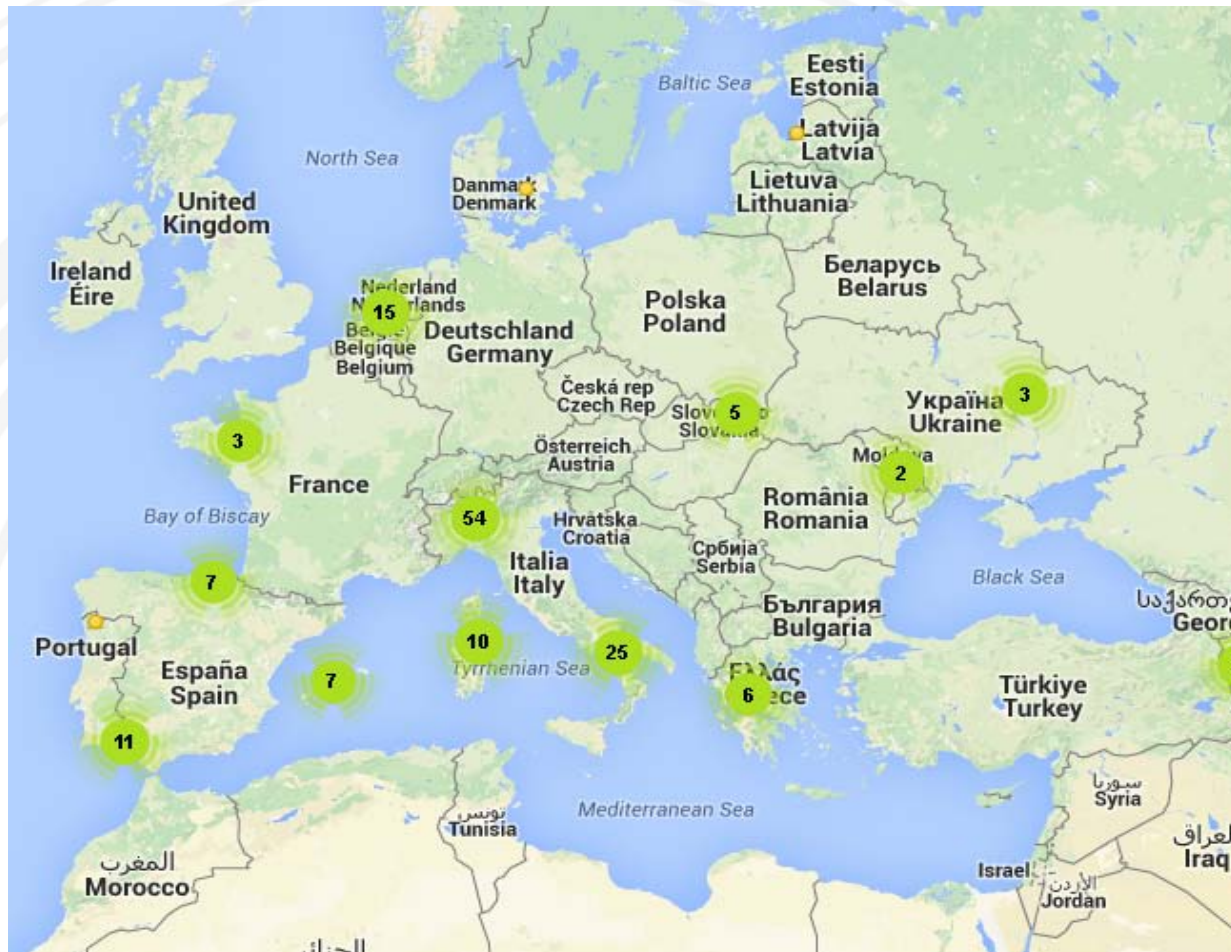 Baltic Sea
Eesti
Estonia
Latvija
Latvia
North Sea
Danmark
Denmark
Lietuva
Lithuania
United
Kingdom
Ireland
Éire
Беларусь
Belarus
Nederland
15
België
Belgique
Belgium
Deutschland
Germany
Polska
Poland
Česká rep
Czech Rep
5
3
Україна
Ukraine
3
Österreich
Austria
Moldova
2
France
România
Romania
Bay of Biscay
54
Hrvatska
Croatia
Србија
Serbia
Italia
Italy
Black Sea
7
България
Bulgaria
Portugal
España
Spain
7
10
Tyrrhenian Sea
25
6
Türkiye
Turkey
11
Mediterranean Sea
سوريا
Syria
تونس
Tunisia
المغرب
Morocco
Israel
الأردن
Jordan
Iraq